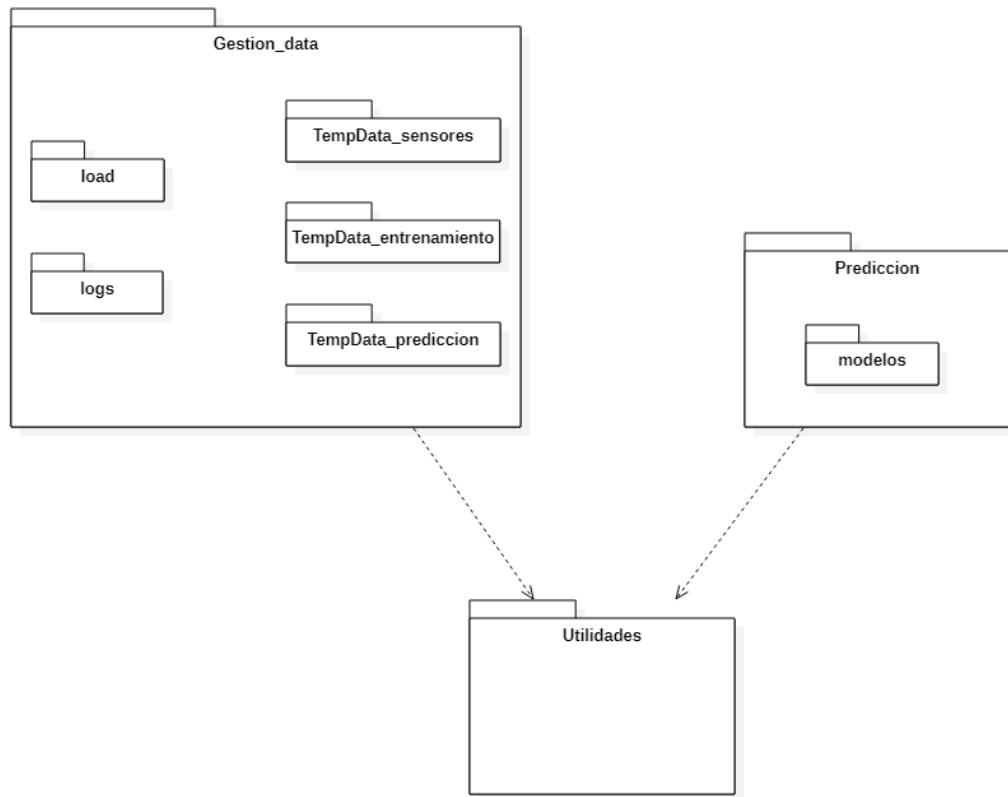 Gestion_data
TempData_sensores
load
TempData_entrenamiento
logs
TempData_prediccion
Prediccion
modelos
Utilidades